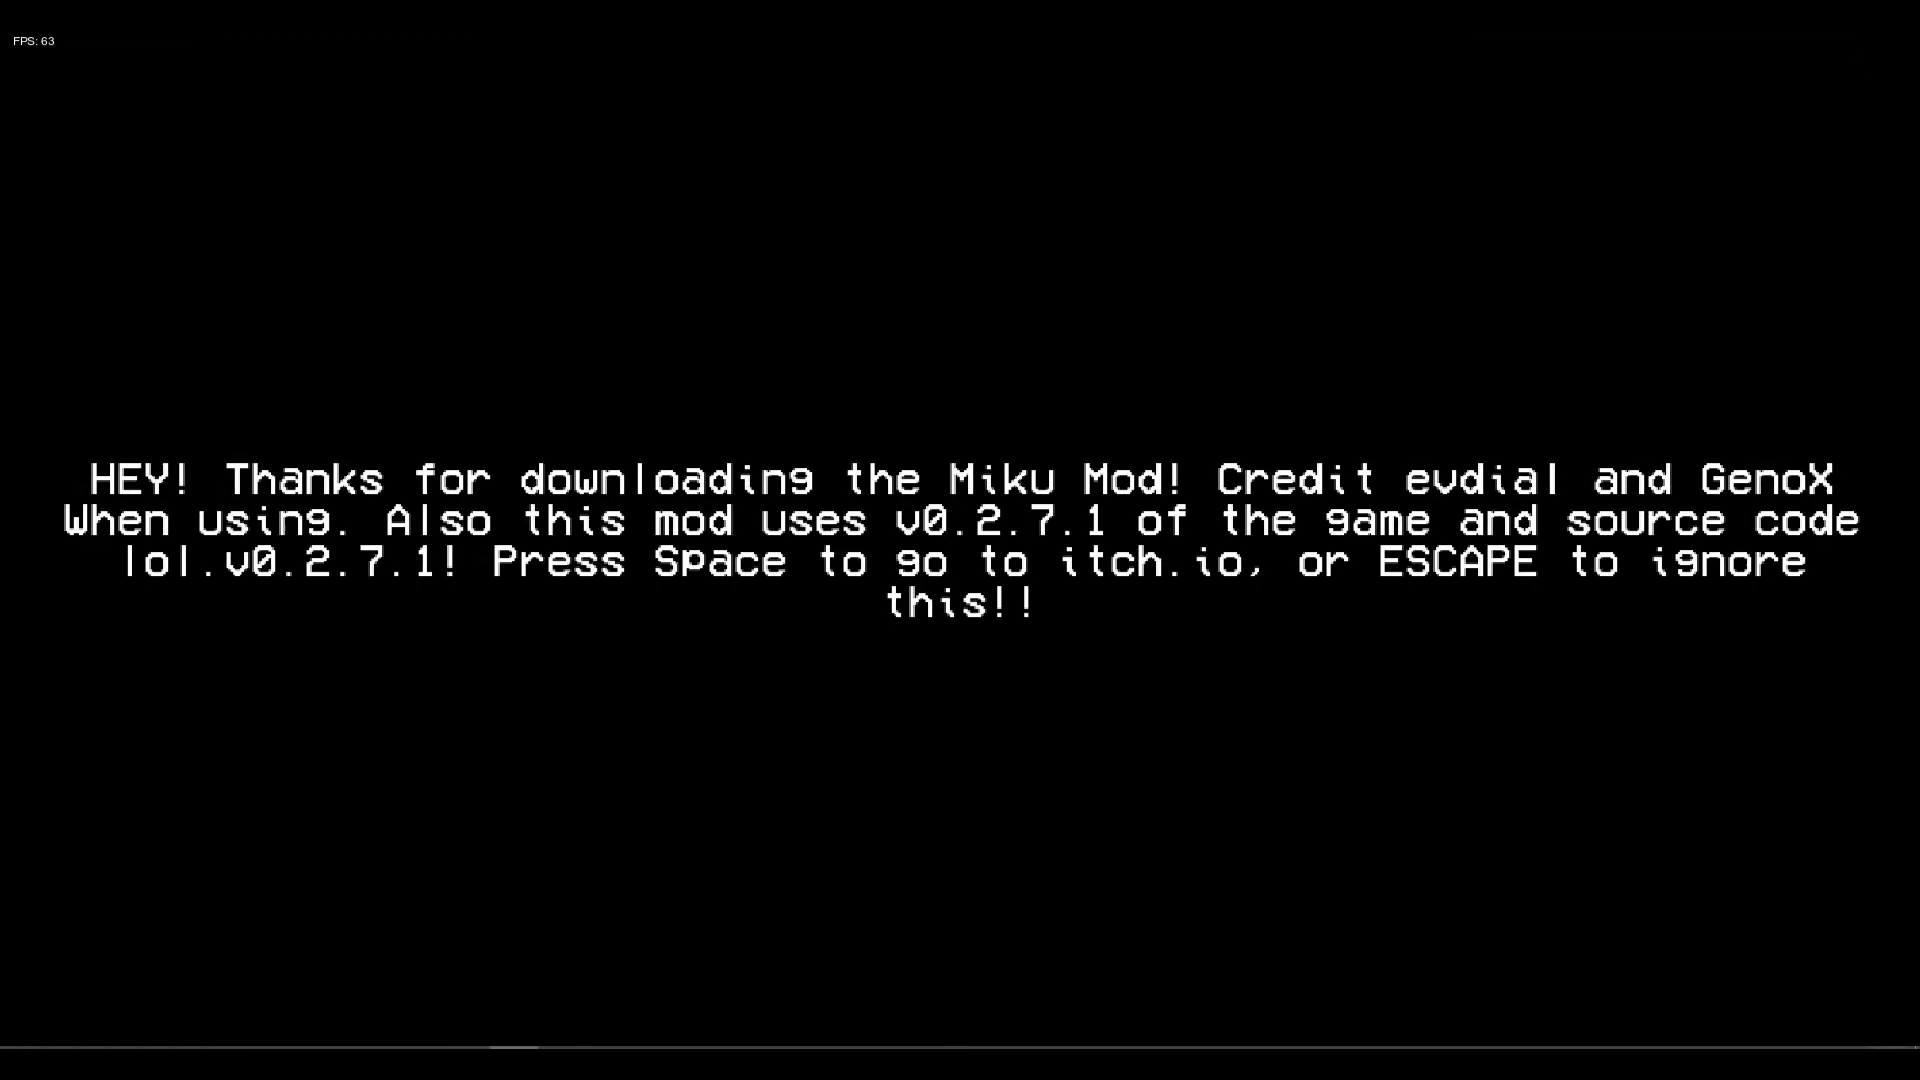 FPS: 63
HEY! Thanks for downloading the Miku Mod! Credit evdial and GenoX
When using. Also this mod uses v0.2.7.1 of the game and source code
lol.v0.2.7.1! Press Space to go to itch.io, or ESCAPE to ignore
this!!